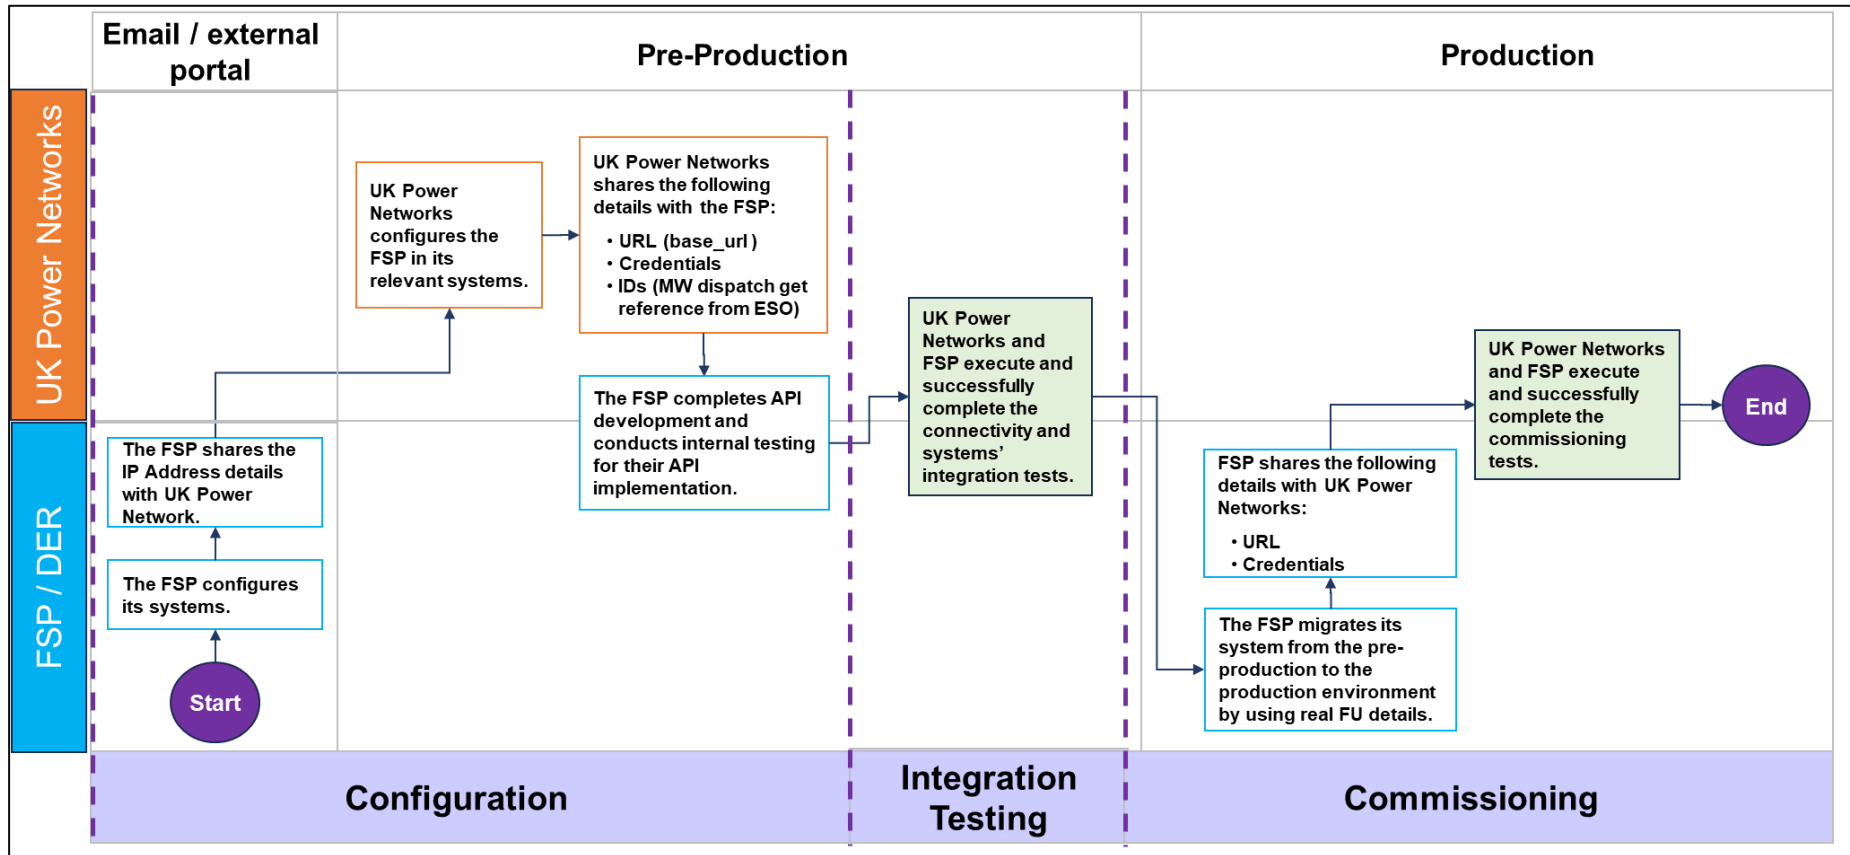 Email / external
portal
Pre-Production
Production
UK Power Networks
FSP / DER
UK Power
Networks
configures the
FSP in its
relevant systems.
UK Power Networks
shares the following
details with the FSP:
• URL (base_url)
• Credentials
• IDs (MW dispatch get
reference from ESO)
The FSP completes API
development and
conducts internal testing
for their API
implementation.
The FSP shares the
IP Address details
with UK Power
Network.
The FSP configures
its systems.
Start
UK Power
Networks and
FSP execute and
successfully
complete the
connectivity and
systems’
integration tests.
FSP shares the following
details with UK Power
Networks:
• URL
• Credentials
The FSP migrates its
system from the pre-
production to the
production environment
by using real FU details.
UK Power Networks
and FSP execute
and successfully
complete the
commissioning
tests.
End
Configuration
Integration
Testing
Commissioning